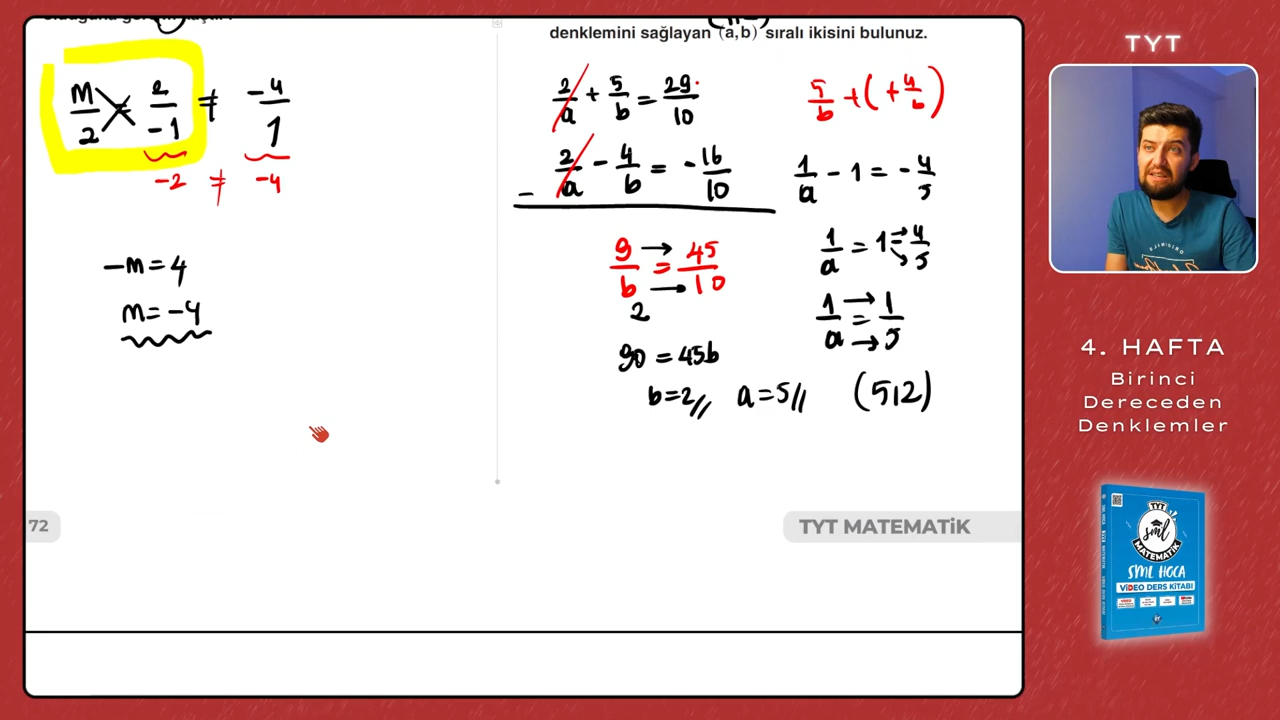 denklemini sağlayan (a,b) sıralı ikisini bulunuz.
m/2 = 2/-1 ≠ -4/1
-2 ≠ -4
-m = 4
m = -4
2/a + 5/b = 29/10
2/a - 4/b = -16/10
-
9/b = 45/10
2
90 = 45b
b = 2// a = 5// (5,2)
5/b + (+4/b)
1/a - 1 = -4/5
1/a = 1 - 4/5
1/a = 1/5
72
TYT MATEMATİK
TYT
4. HAFTA
Birinci
Dereceden
Denklemler
TYT
sml
MATEMATİK
SML HOCA
VİDEO DERS KİTABI